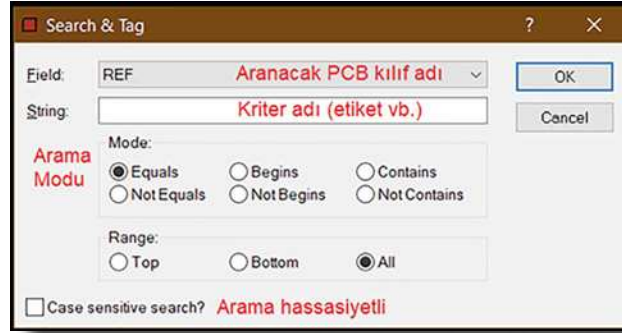 Search & Tag ? ×
Field: REF Aranacak PCB kılıf adı OK
String: Kriter adı (etiket vb.) Cancel
Arama Modu
Mode:
Equals Begins Contains
Not Equals Not Begins Not Contains
Range:
Top Bottom All
Case sensitive search? Arama hassasiyetli